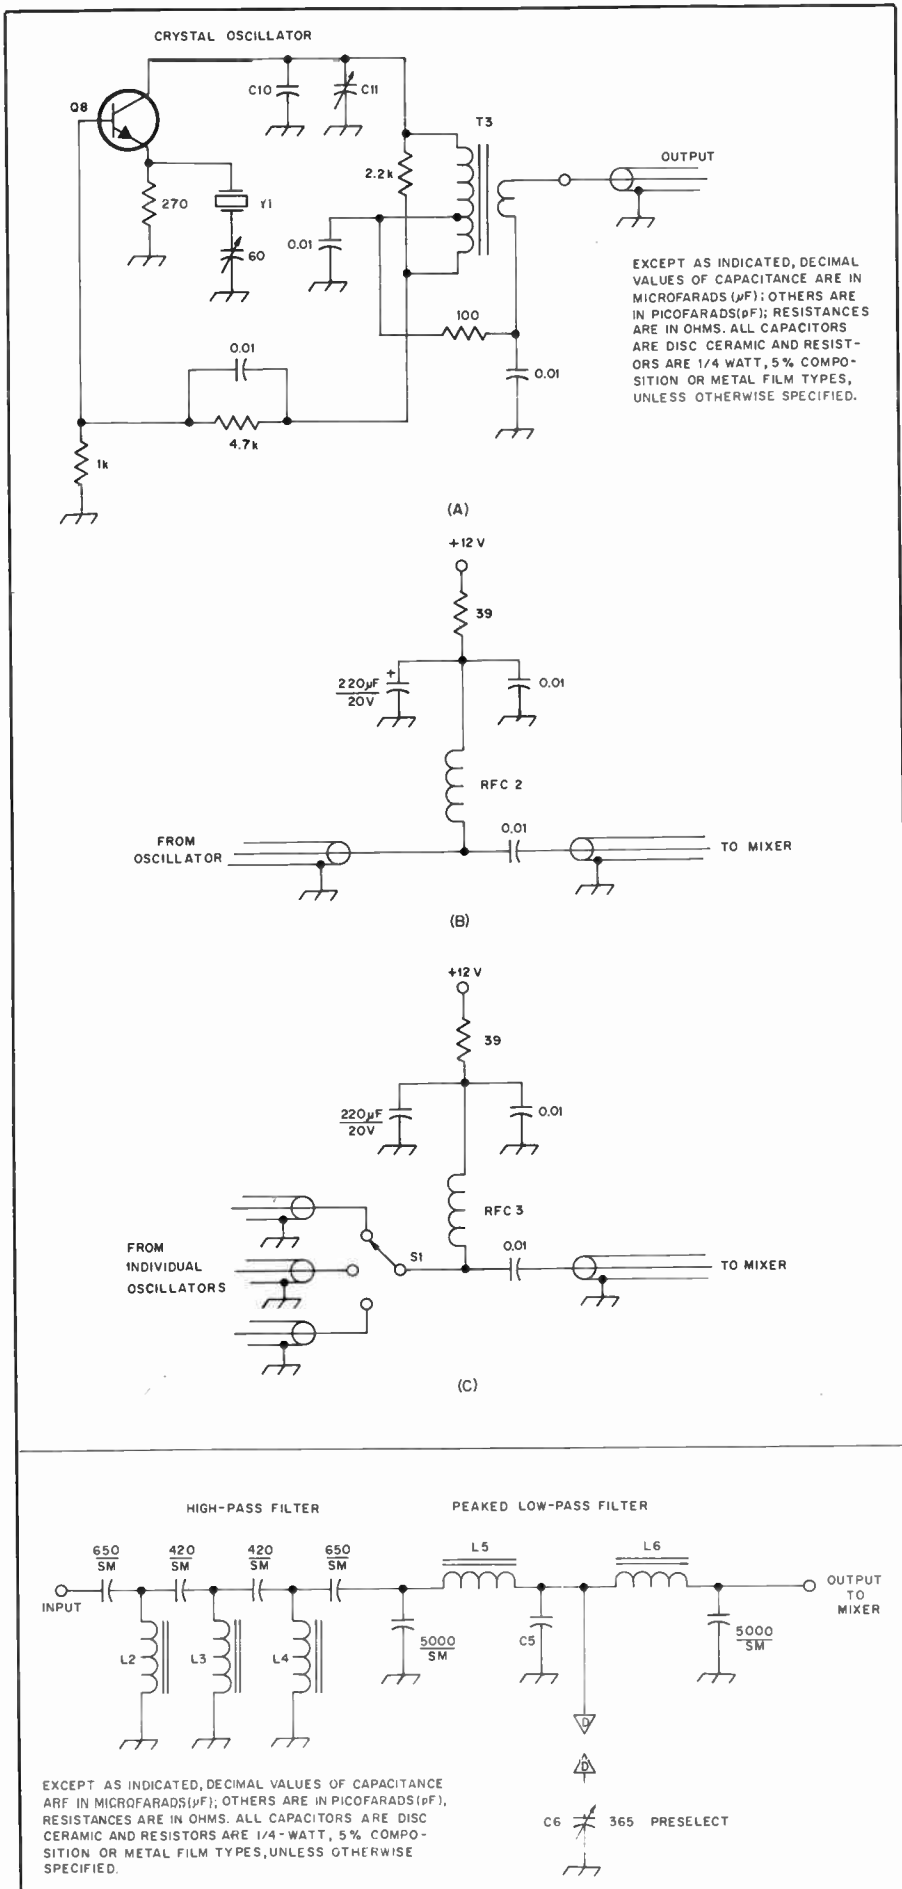 CRYSTAL OSCILLATOR
Q8
C10
C11
T3
2.2k
OUTPUT
270
Y1
60
0.01
EXCEPT AS INDICATED, DECIMAL
VALUES OF CAPACITANCE ARE IN
MICROFARADS (µF); OTHERS ARE
IN PICOFARADS(pF); RESISTANCES
ARE IN OHMS. ALL CAPACITORS
ARE DISC CERAMIC AND RESIST-
ORS ARE 1/4 WATT, 5% COMPO-
SITION OR METAL FILM TYPES,
UNLESS OTHERWISE SPECIFIED.
100
0.01
0.01
4.7k
1k
(A)
+12 V
39
+
220µF
20V
0.01
RFC 2
FROM
OSCILLATOR
0.01
TO MIXER
(B)
+12 V
39
220µF
20V
0.01
RFC 3
FROM
INDIVIDUAL
OSCILLATORS
S1
0.01
TO MIXER
(C)
HIGH-PASS FILTER
PEAKED LOW-PASS FILTER
650
SM
420
SM
420
SM
650
SM
L5
L6
INPUT
OUTPUT
TO
MIXER
L2
L3
L4
5000
SM
C5
5000
SM
D
D
C6
365 PRESELECT
EXCEPT AS INDICATED, DECIMAL VALUES OF CAPACITANCE
ARE IN MICROFARADS(µF); OTHERS ARE IN PICOFARADS(pF),
RESISTANCES ARE IN OHMS. ALL CAPACITORS ARE DISC
CERAMIC AND RESISTORS ARE 1/4-WATT, 5% COMPO-
SITION OR METAL FILM TYPES, UNLESS OTHERWISE
SPECIFIED.